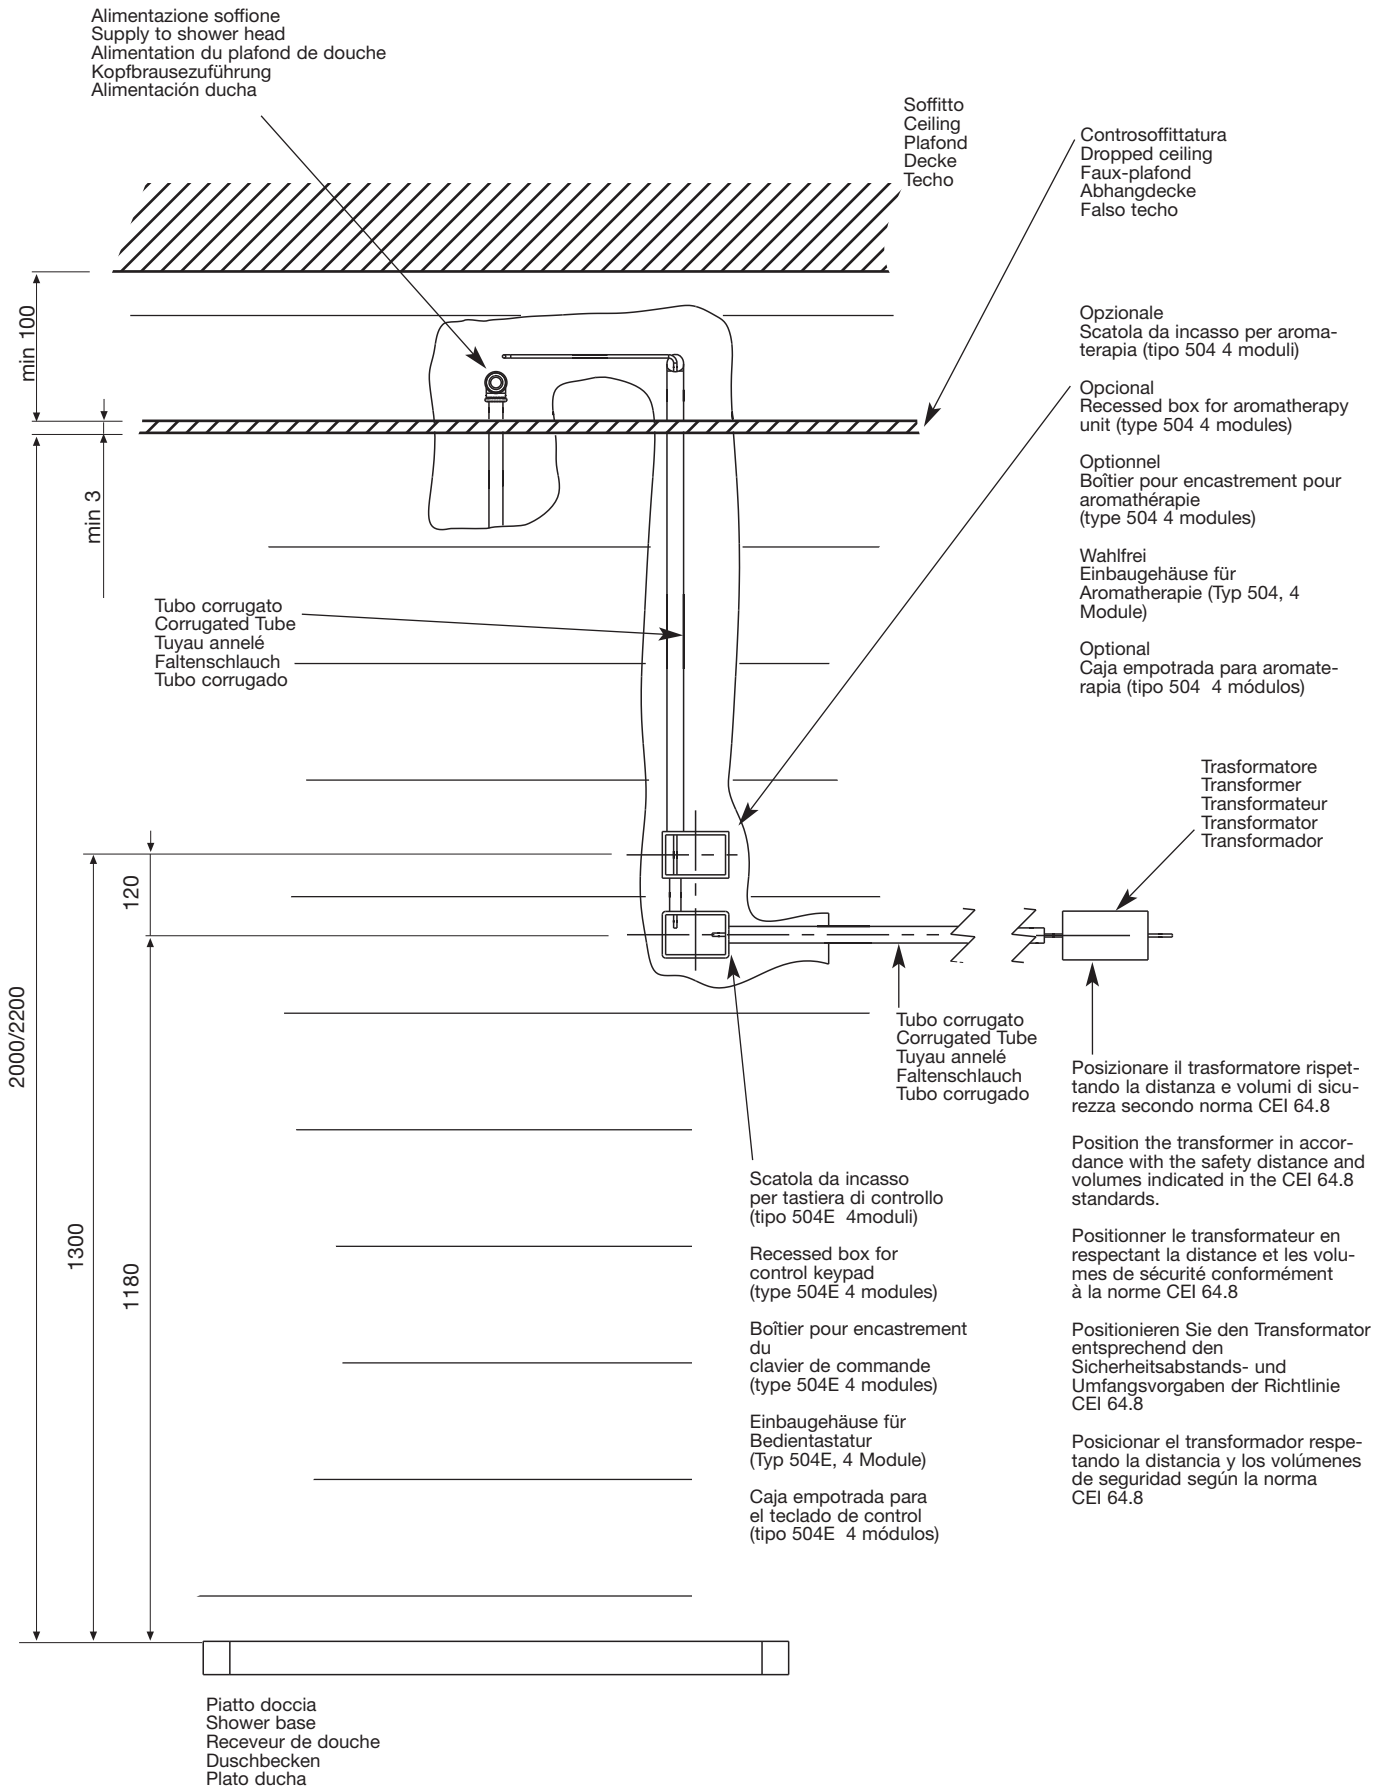 Alimentazione soffione
Supply to shower head
Alimentation du plafond de douche
Kopfbrausezuführung
Alimentación ducha
Soffitto
Ceiling
Plafond
Decke
Techo
Controsoffittatura
Dropped ceiling
Faux-plafond
Abhangdecke
Falso techo
min 100
min 3
Opzionale
Scatola da incasso per aroma-
terapia (tipo 504 4 moduli)
Opcional
Recessed box for aromatherapy
unit (type 504 4 modules)
Optionnel
Boîtier pour encastrement pour
aromathérapie
(type 504 4 modules)
Wahlfrei
Einbaugehäuse für
Aromatherapie (Typ 504, 4
Module)
Optional
Caja empotrada para aromate-
rapia (tipo 504  4 módulos)
Tubo corrugato
Corrugated Tube
Tuyau annelé
Faltenschlauch
Tubo corrugado
Trasformatore
Transformer
Transformateur
Transformator
Transformador
120
2000/2200
1300
1180
Tubo corrugato
Corrugated Tube
Tuyau annelé
Faltenschlauch
Tubo corrugado
Posizionare il trasformatore rispet-
tando la distanza e volumi di sicu-
rezza secondo norma CEI 64.8
Position the transformer in accor-
dance with the safety distance and
volumes indicated in the CEI 64.8
standards.
Positionner le transformateur en
respectant la distance et les volu-
mes de sécurité conformément
à la norme CEI 64.8
Positionieren Sie den Transformator
entsprechend den
Sicherheitsabstands- und
Umfangsvorgaben der Richtlinie
CEI 64.8
Posicionar el transformador respe-
tando la distancia y los volúmenes
de seguridad según la norma
CEI 64.8
Scatola da incasso
per tastiera di controllo
(tipo 504E  4moduli)
Recessed box for
control keypad
(type 504E 4 modules)
Boîtier pour encastrement
du
clavier de commande
(type 504E 4 modules)
Einbaugehäuse für
Bedientastatur
(Typ 504E, 4 Module)
Caja empotrada para
el teclado de control
(tipo 504E  4 módulos)
Piatto doccia
Shower base
Receveur de douche
Duschbecken
Plato ducha